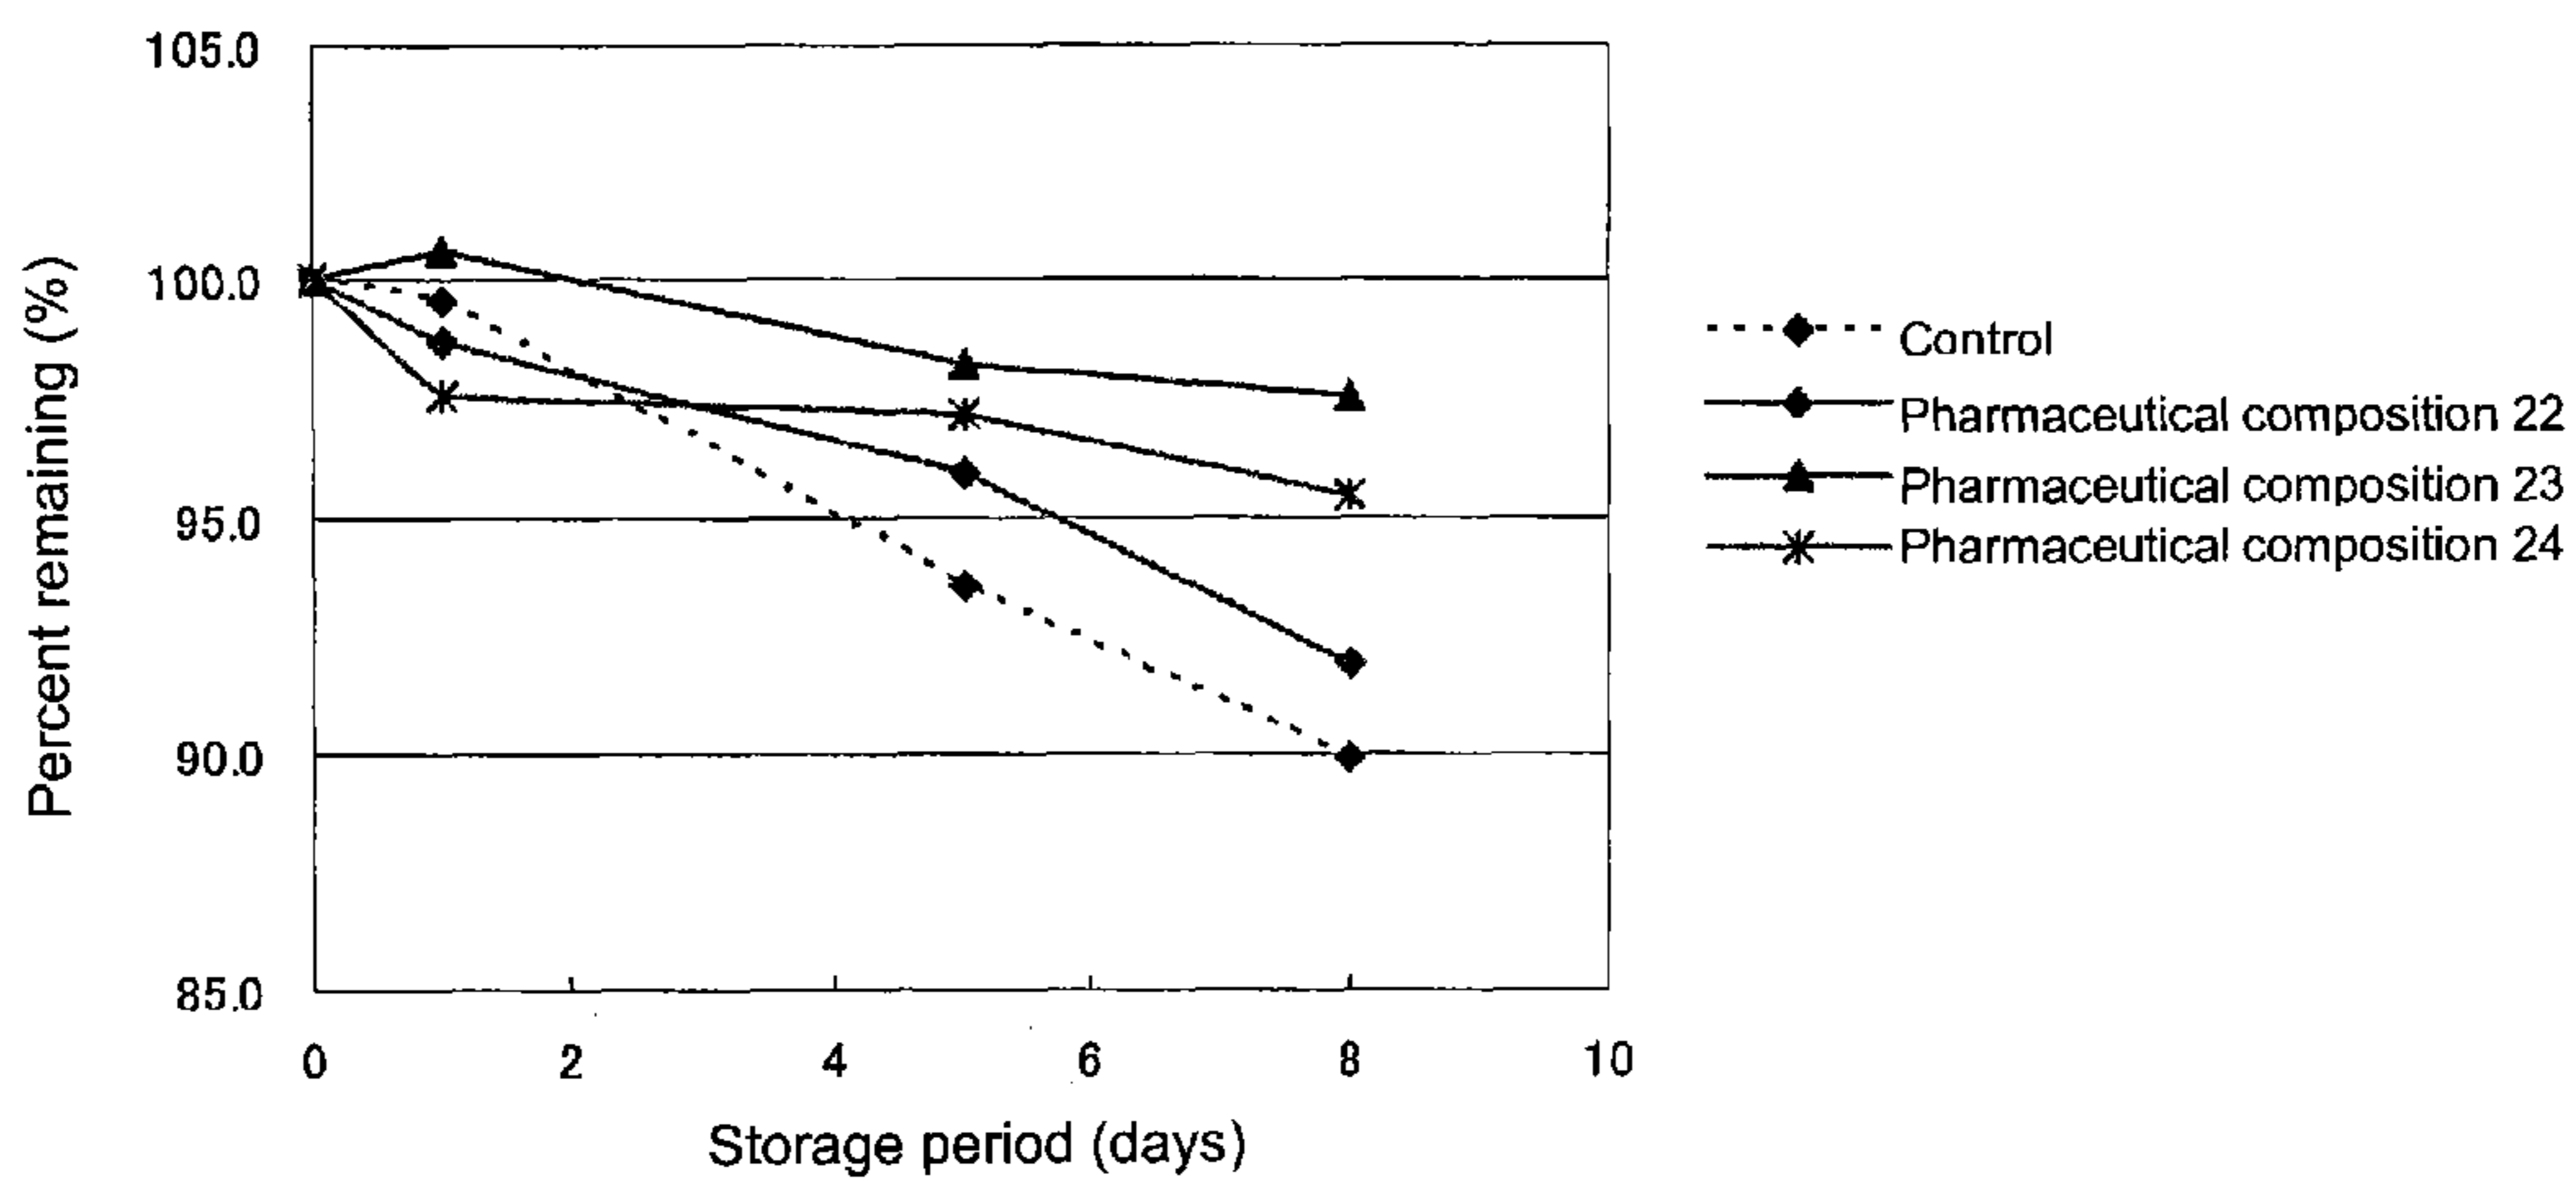 105.0
100.0
95.0
90.0
85.0
Percent remaining (%)
0 2 4 6 8 10
Storage period (days)
Control
Pharmaceutical composition 22
Pharmaceutical composition 23
Pharmaceutical composition 24